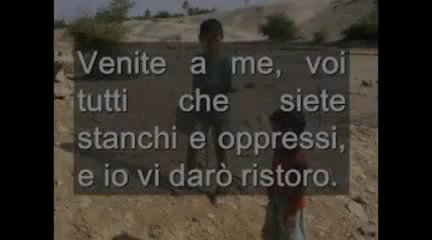 Venite a me, voi
tutti che siete
stanchi e oppressi,
e io vi darò ristoro.